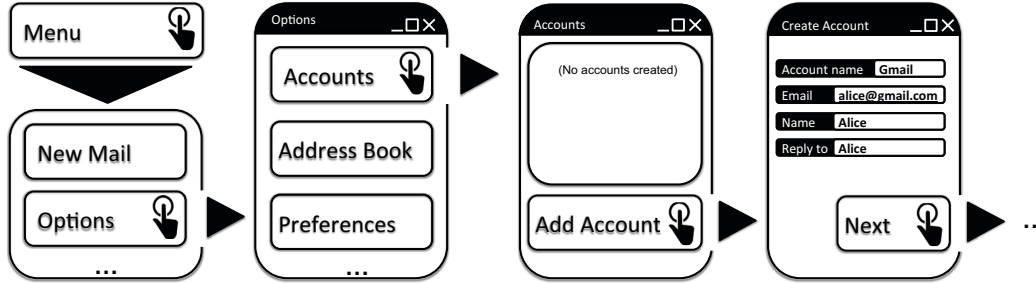 Menu
New Mail
Options
...
Options
Accounts
Address Book
Preferences
...
Accounts
(No accounts created)
Add Account
Create Account
Account name Gmail
Email alice@gmail.com
Name Alice
Reply to Alice
Next
..